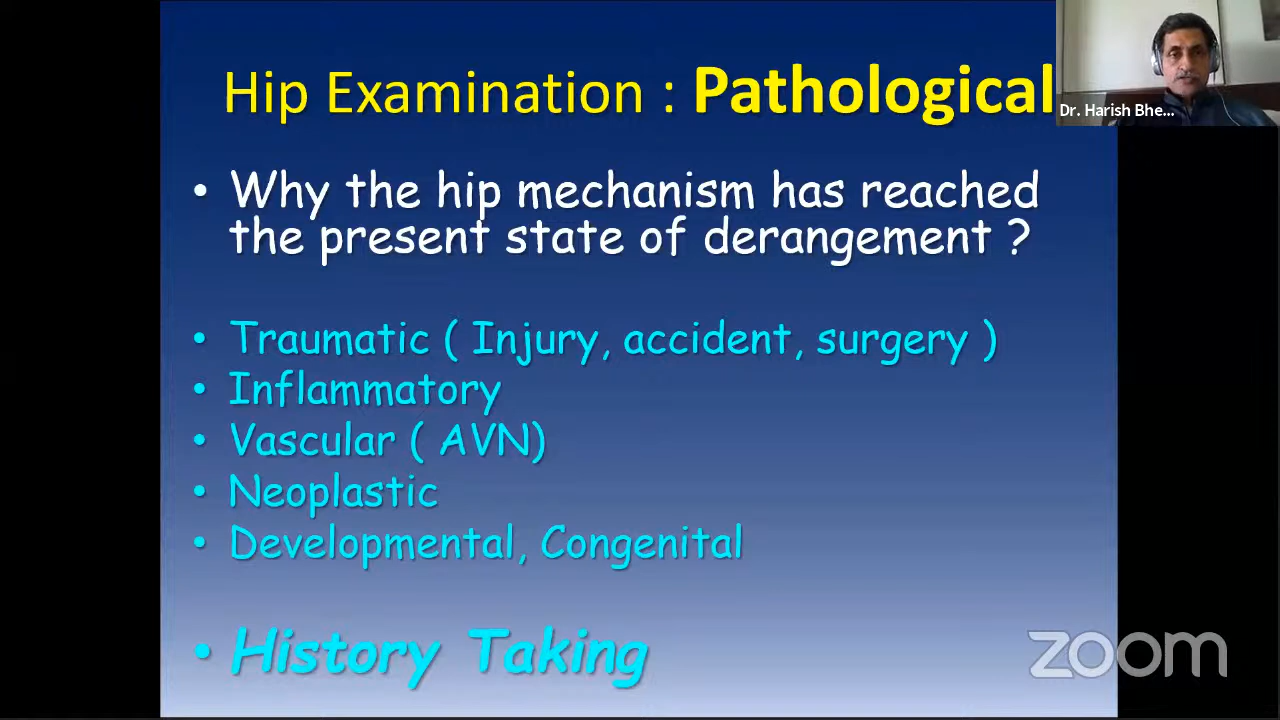 Hip Examination : Pathological
Dr. Harish Bhe...
• Why the hip mechanism has reached
the present state of derangement ?
• Traumatic ( Injury, accident, surgery )
• Inflammatory
• Vascular ( AVN)
• Neoplastic
• Developmental, Congenital
• History Taking
zoom